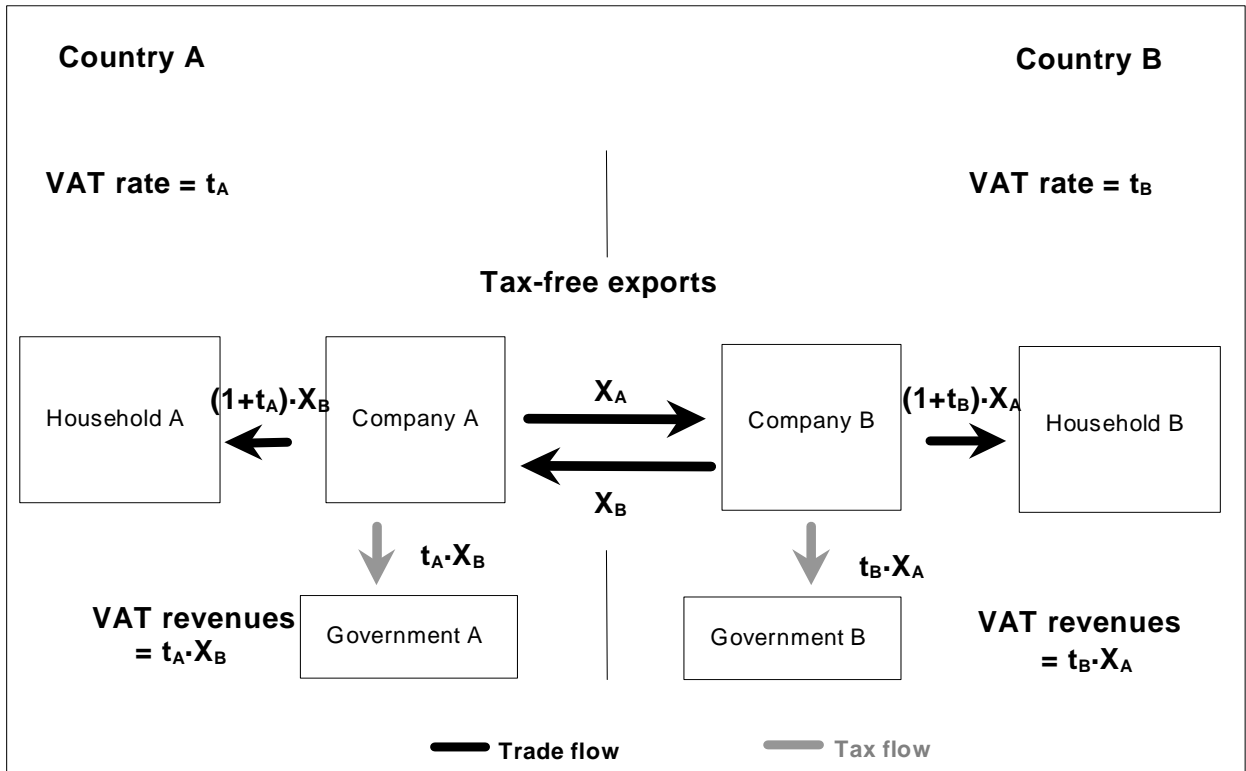 Country A
Country B
VAT rate = tA
VAT rate = tB
Tax-free exports
Household A
(1+tA)·XB
Company A
XA
XB
Company B
(1+tB)·XA
Household B
tA·XB
tB·XA
VAT revenues
= tA·XB
Government A
Government B
VAT revenues
= tB·XA
Trade flow
Tax flow